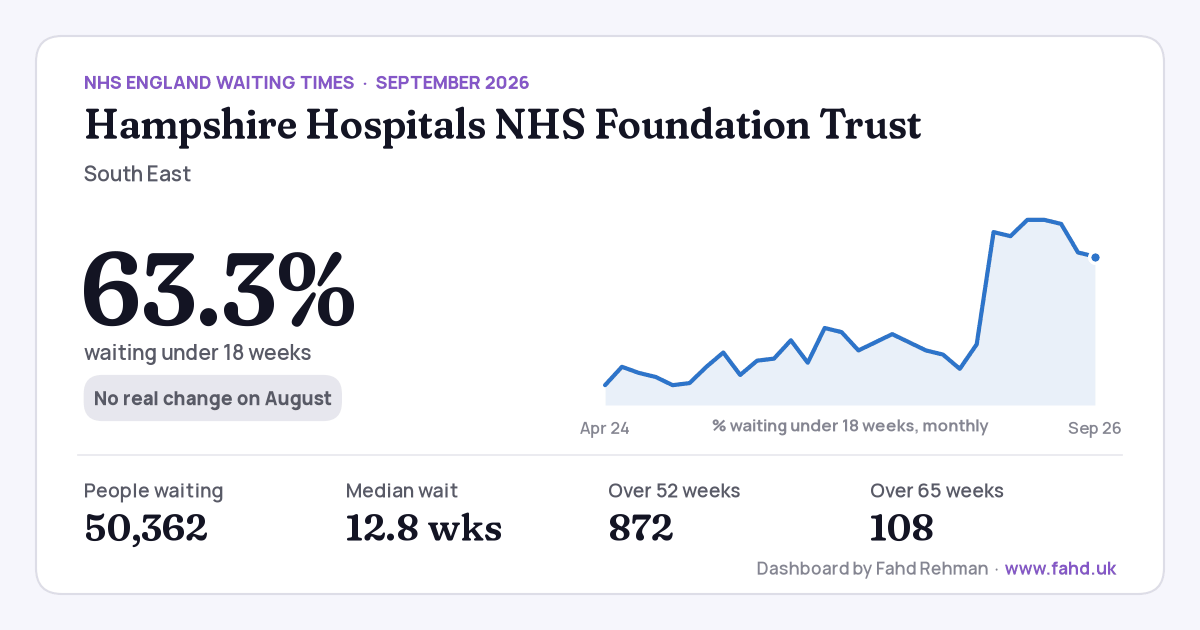 NHS ENGLAND WAITING TIMES · SEPTEMBER 2026
Hampshire Hospitals NHS Foundation Trust
South East
63.3%
waiting under 18 weeks
No real change on August
Apr 24
% waiting under 18 weeks, monthly
Sep 26
People waiting
50,362
Median wait
12.8 wks
Over 52 weeks
872
Over 65 weeks
108
Dashboard by Fahd Rehman · www.fahd.uk